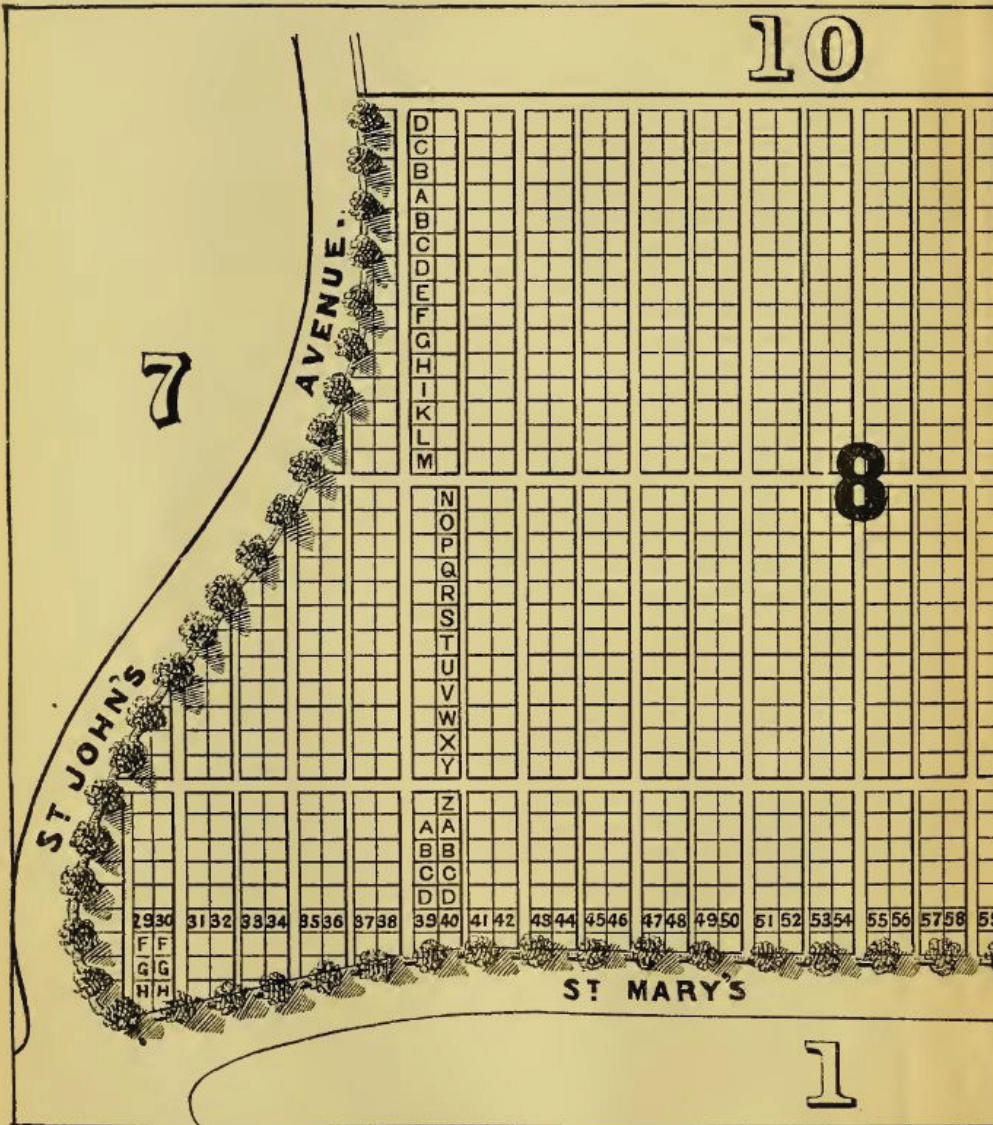 10
D
C
B
A
B
C
D
E
F
G
H
I
K
L
M
AVENUE.
7
8
N
O
P
Q
R
S
T
U
V
W
X
Y
ST JOHN'S
Z
A A
B B
C C
D D
29 30 31 32 33 34 35 36 37 38 39 40 41 42 43 44 45 46 47 48 49 50 51 52 53 54 55 56 57 58
F F
G G
H H
ST MARY'S
1